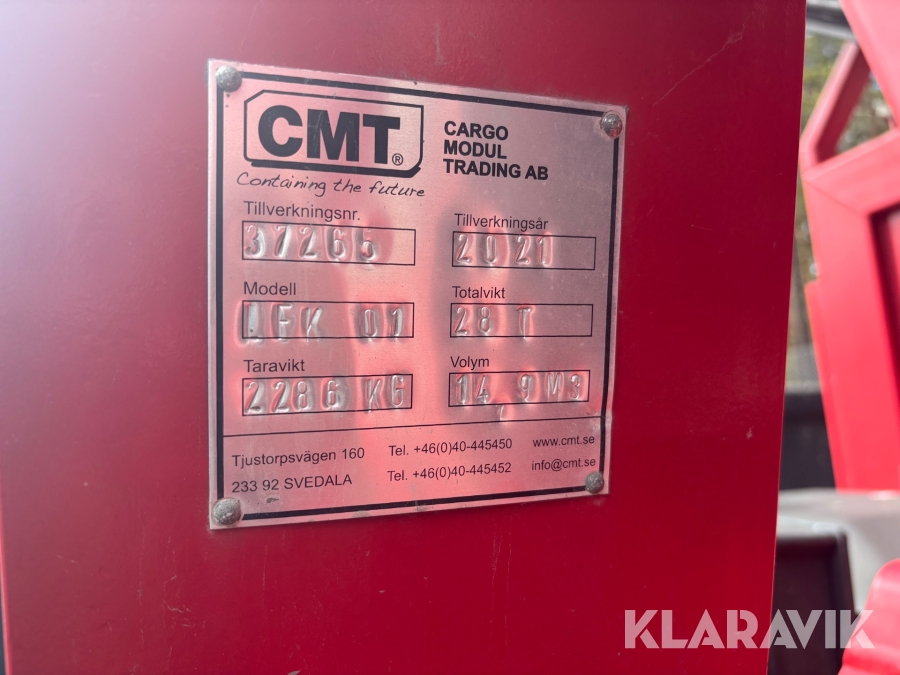 CMT®
Containing the future
CARGO
MODUL
TRADING AB
Tillverkningsnr.
37265
Tillverkningsår
2021
Modell
LFK 01
Totalvikt
28 T
Taravikt
2286 KG
Volym
14,9M3
Tjustorpsvägen 160
233 92 SVEDALA
Tel. +46(0)40-445450
Tel. +46(0)40-445452
www.cmt.se
info@cmt.se
KLARAVIK